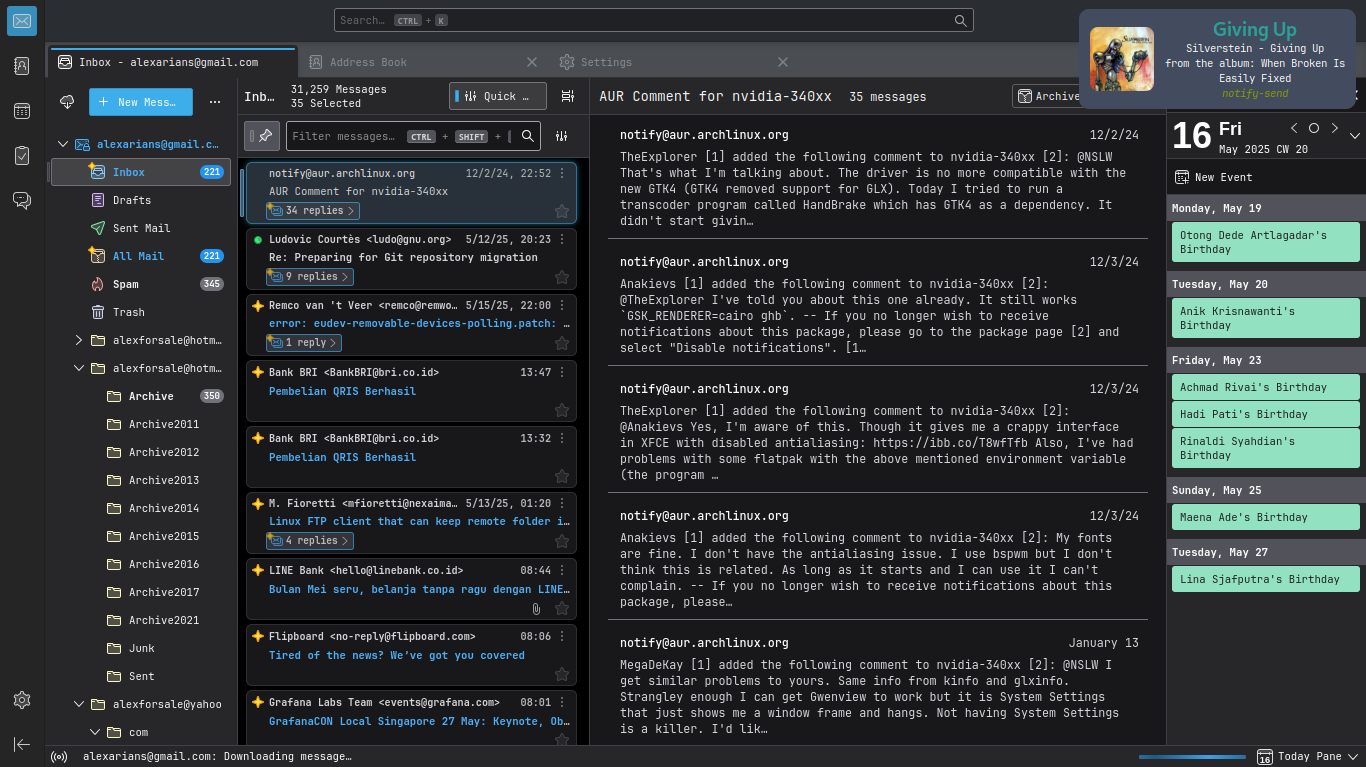 Search… CTRL + K
Giving Up
Silverstein - Giving Up
from the album: When Broken Is
Easily Fixed
notify-send
Inbox - alexarians@gmail.com
Address Book
Settings
New Mess…
alexarians@gmail.c…
Inbox 221
Drafts
Sent Mail
All Mail 221
Spam 345
Trash
alexforsale@hotm…
alexforsale@hotm…
Archive 350
Archive2011
Archive2012
Archive2013
Archive2014
Archive2015
Archive2016
Archive2017
Archive2021
Junk
Sent
alexforsale@yahoo
com
Inb…
31,259 Messages
35 Selected
Quick …
Filter messages… CTRL + SHIFT +
notify@aur.archlinux.org 12/2/24, 22:52
AUR Comment for nvidia-340xx
34 replies
Ludovic Courtès <ludo@gnu.org> 5/12/25, 20:23
Re: Preparing for Git repository migration
9 replies
Remco van 't Veer <remco@remwo… 5/15/25, 22:00
error: eudev-removable-devices-polling.patch: …
1 reply
Bank BRI <BankBRI@bri.co.id> 13:47
Pembelian QRIS Berhasil
Bank BRI <BankBRI@bri.co.id> 13:32
Pembelian QRIS Berhasil
M. Fioretti <mfioretti@nexaima… 5/13/25, 01:20
Linux FTP client that can keep remote folder i…
4 replies
LINE Bank <hello@linebank.co.id> 08:44
Bulan Mei seru, belanja tanpa ragu dengan LINE…
Flipboard <no-reply@flipboard.com> 08:06
Tired of the news? We've got you covered
Grafana Labs Team <events@grafana.com> 08:01
GrafanaCON Local Singapore 27 May: Keynote, Ob…
AUR Comment for nvidia-340xx 35 messages
Archive
notify@aur.archlinux.org 12/2/24
TheExplorer [1] added the following comment to nvidia-340xx [2]: @NSLW
That's what I'm talking about. The driver is no more compatible with the
new GTK4 (GTK4 removed support for GLX). Today I tried to run a
transcoder program called HandBrake which has GTK4 as a dependency. It
didn't start givin…
notify@aur.archlinux.org 12/3/24
Anakievs [1] added the following comment to nvidia-340xx [2]:
@TheExplorer I've told you about this one already. It still works
`GSK_RENDERER=cairo ghb`. -- If you no longer wish to receive
notifications about this package, please go to the package page [2] and
select "Disable notifications". [1…
notify@aur.archlinux.org 12/3/24
TheExplorer [1] added the following comment to nvidia-340xx [2]:
@Anakievs Yes, I'm aware of this. Though it gives me a crappy interface
in XFCE with disabled antialiasing: https://ibb.co/T8wfTfb Also, I've had
problems with some flatpak with the above mentioned environment variable
(the program …
notify@aur.archlinux.org 12/3/24
Anakievs [1] added the following comment to nvidia-340xx [2]: My fonts
are fine. I don't have the antialiasing issue. I use bspwm but I don't
think this is related. As long as it starts and I can use it I can't
complain. -- If you no longer wish to receive notifications about this
package, please…
notify@aur.archlinux.org January 13
MegaDeKay [1] added the following comment to nvidia-340xx [2]: @NSLW I
get similar problems to yours. Same info from kinfo and glxinfo.
Strangley enough I can get Gwenview to work but it is System Settings
that just shows me a window frame and hangs. Not having System Settings
is a killer. I'd lik…
16 Fri
May 2025 CW 20
New Event
Monday, May 19
Otong Dede Artlagadar's
Birthday
Tuesday, May 20
Anik Krisnawanti's
Birthday
Friday, May 23
Achmad Rivai's Birthday
Hadi Pati's Birthday
Rinaldi Syahdian's
Birthday
Sunday, May 25
Maena Ade's Birthday
Tuesday, May 27
Lina Sjafputra's Birthday
alexarians@gmail.com: Downloading message…
16 Today Pane